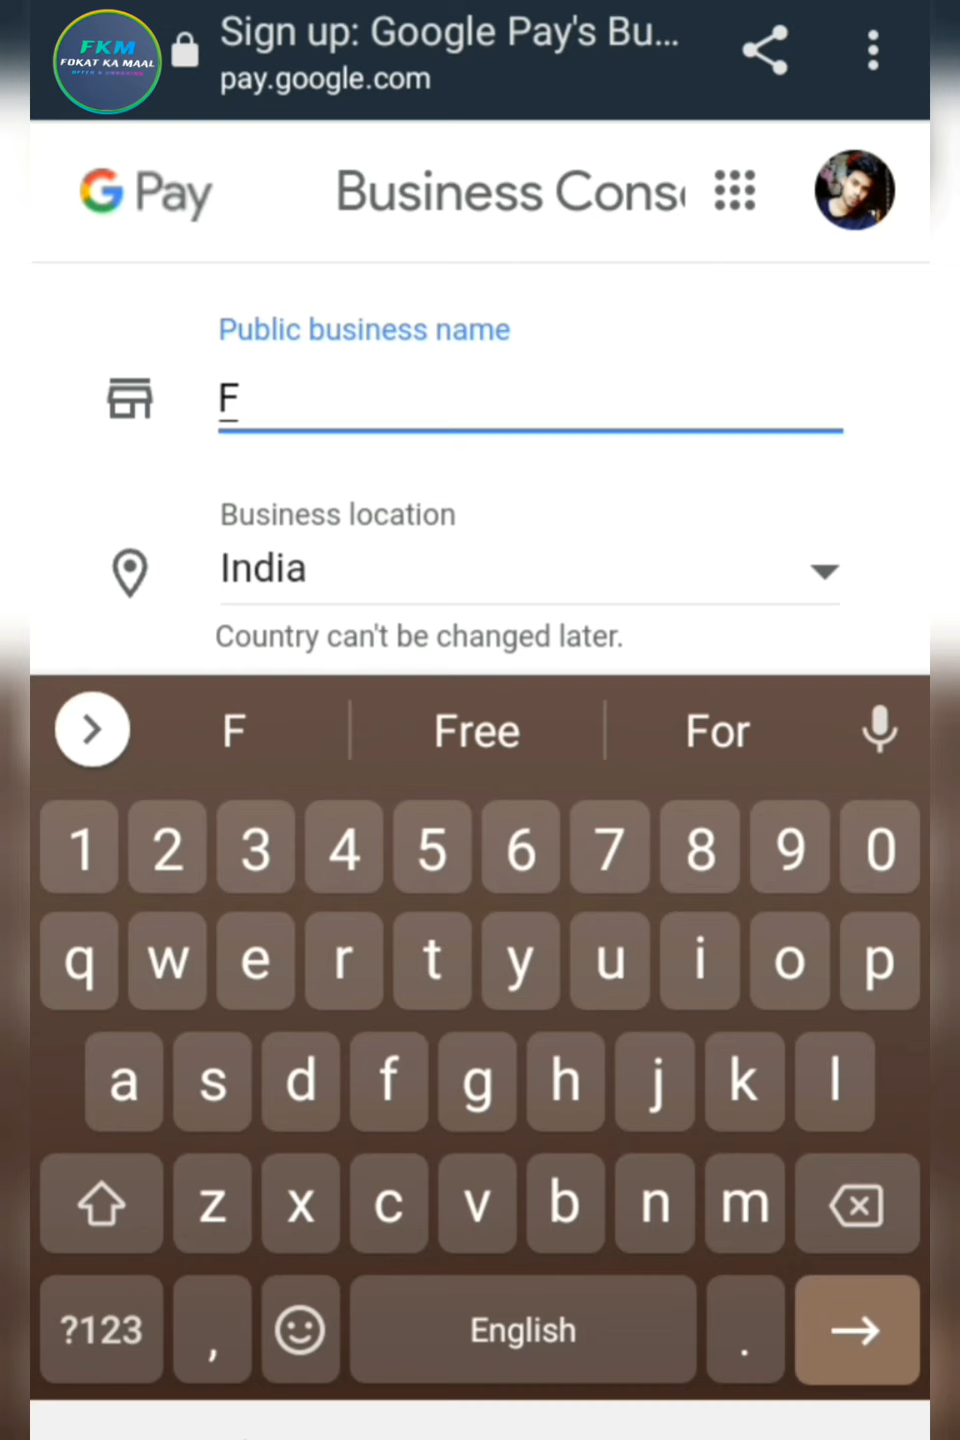 FKM
FOKAT KA MAAL
OFFER & UNBOXING
Sign up: Google Pay's Bu...
pay.google.com
G Pay
Business Cons
Public business name
F
Business location
India
Country can't be changed later.
F Free For
1 2 3 4 5 6 7 8 9 0
q w e r t y u i o p
a s d f g h j k l
z x c v b n m
?123 , English .